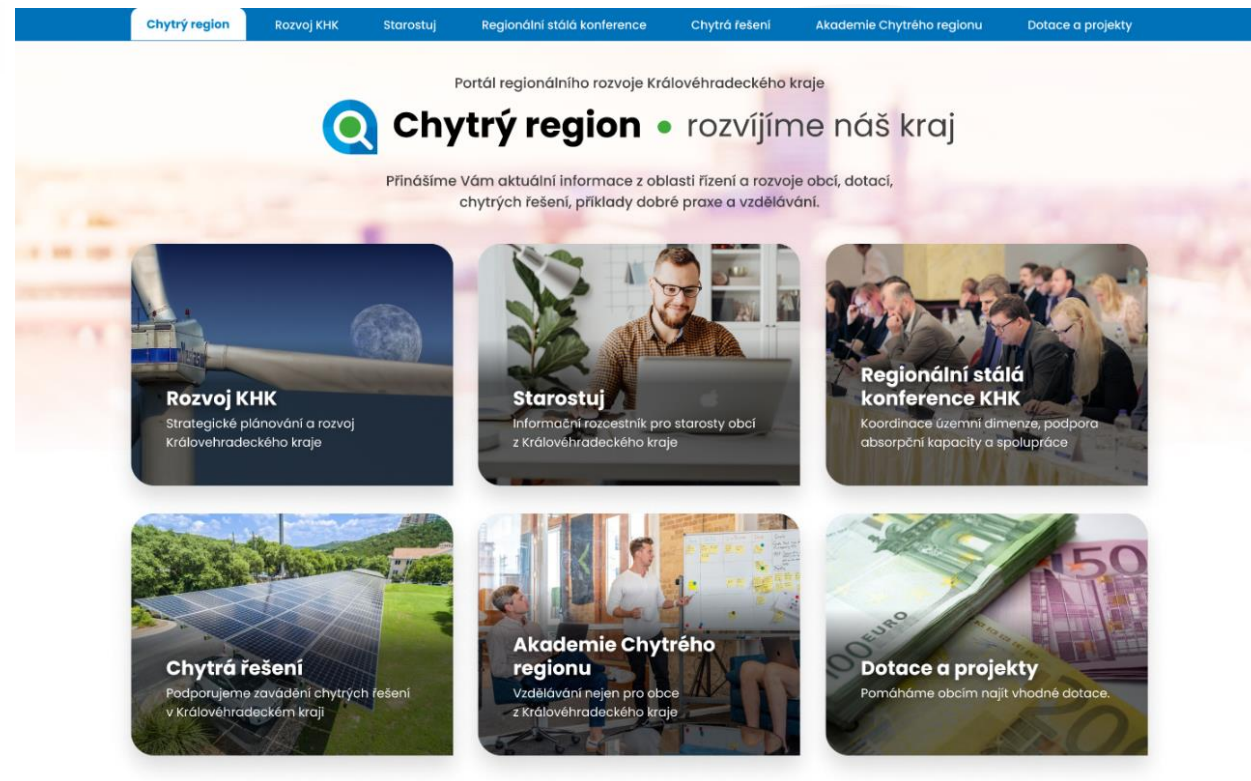 Chytrý region
Rozvoj KHK
Starostuj
Regionální stálá konference
Chytrá řešení
Akademie Chytrého regionu
Dotace a projekty
Portál regionálního rozvoje Královéhradeckého kraje
Chytrý region • rozvíjíme náš kraj
Přinášíme Vám aktuální informace z oblasti řízení a rozvoje obcí, dotací,
chytrých řešení, příklady dobré praxe a vzdělávání.
Rozvoj KHK
Strategické plánování a rozvoj
Královehradeckého kraje
Starostuj
Informační rozcestník pro starosty obcí
z Královéhradeckého kraje
Regionální stálá
konference KHK
Koordinace územní dimenze, podpora
absorpční kapacity a spolupráce
Chytrá řešení
Podporujeme zavádění chytrých řešení
v Královéhradeckém kraji
Akademie Chytrého
regionu
Vzdělávání nejen pro obce
z Královéhradeckého kraje
100 EURO
50
20
Dotace a projekty
Pomáháme obcím najít vhodné dotace.